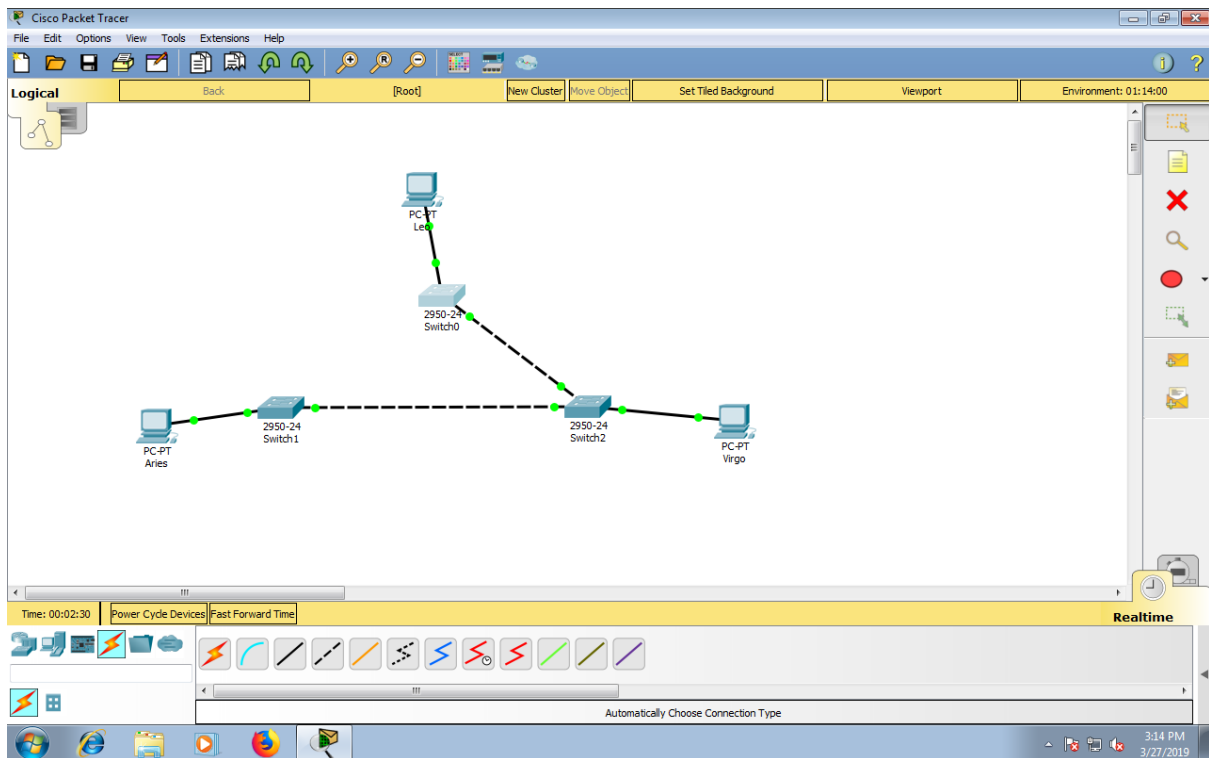 Cisco Packet Tracer
File Edit Options View Tools Extensions Help
Logical Back [Root] New Cluster Move Object Set Tiled Background Viewport Environment: 01:14:00
PC-PT
Leo
2950-24
Switch0
2950-24
Switch1
2950-24
Switch2
PC-PT
Aries
PC-PT
Virgo
Time: 00:02:30 Power Cycle Devices Fast Forward Time Realtime
Automatically Choose Connection Type
3:14 PM
3/27/2019